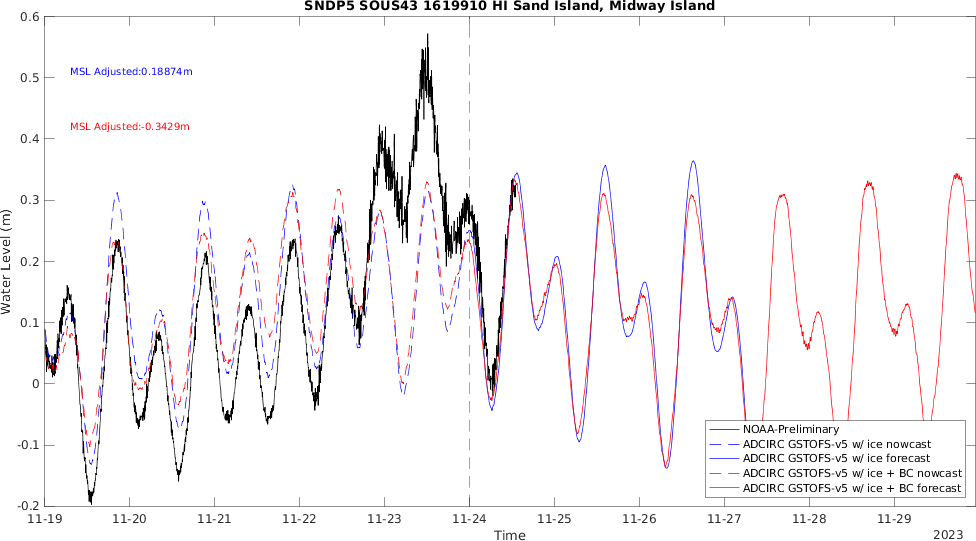 SNDP5 SOUS43 1619910 HI Sand Island, Midway Island
0.6
0.5
0.4
0.3
0.2
0.1
0
-0.1
-0.2
Water Level (m)
MSL Adjusted:0.18874m
MSL Adjusted:-0.3429m
NOAA-Preliminary
ADCIRC GSTOFS-v5 w/ ice nowcast
ADCIRC GSTOFS-v5 w/ ice forecast
ADCIRC GSTOFS-v5 w/ ice + BC nowcast
ADCIRC GSTOFS-v5 w/ ice + BC forecast
11-19 11-20 11-21 11-22 11-23 11-24 11-25 11-26 11-27 11-28 11-29
Time
2023